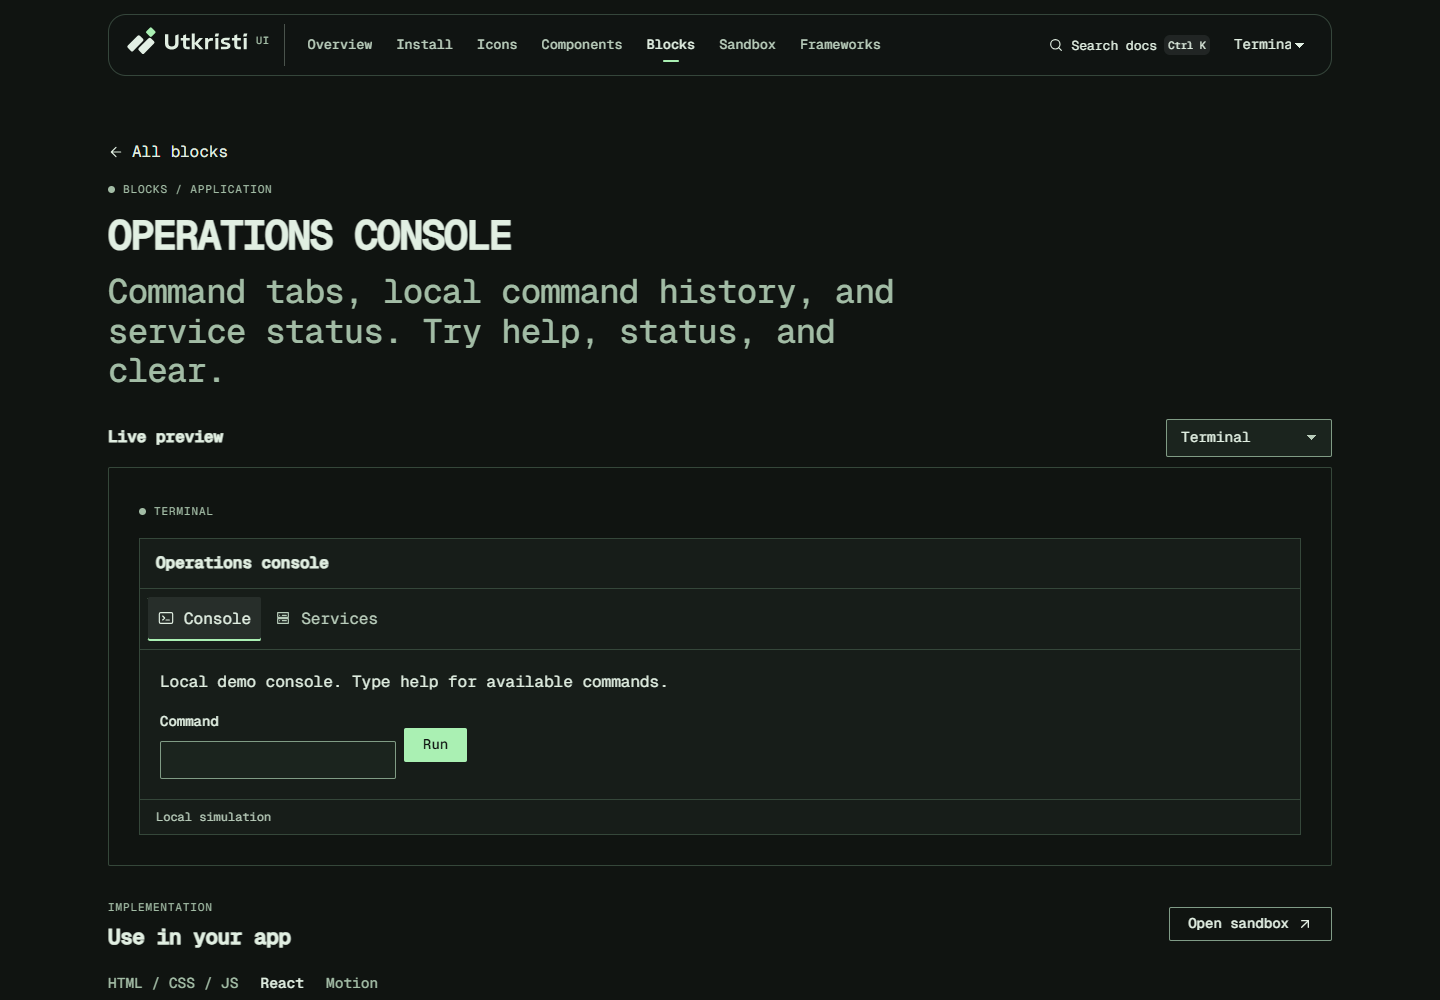 Utkristi UI
Overview Install Icons Components Blocks Sandbox Frameworks
Search docs Ctrl K
Termina
All blocks
BLOCKS / APPLICATION
OPERATIONS CONSOLE
Command tabs, local command history, and
service status. Try help, status, and
clear.
Live preview
Terminal
TERMINAL
Operations console
Console Services
Local demo console. Type help for available commands.
Command
Run
Local simulation
IMPLEMENTATION
Use in your app
Open sandbox
HTML / CSS / JS React Motion